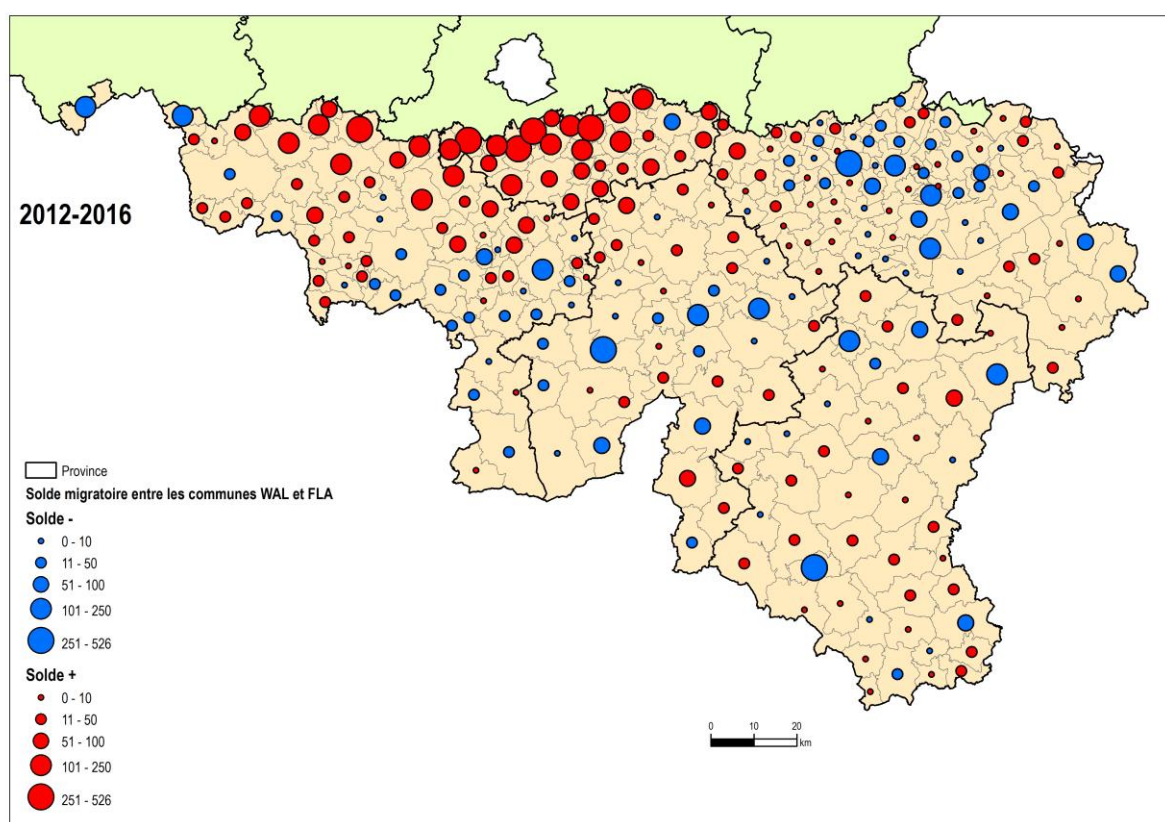 2012-2016
Province
Solde migratoire entre les communes WAL et FLA
Solde -
0 - 10
11 - 50
51 - 100
101 - 250
251 - 526
Solde +
0 - 10
11 - 50
51 - 100
101 - 250
251 - 526
0 10 20
km